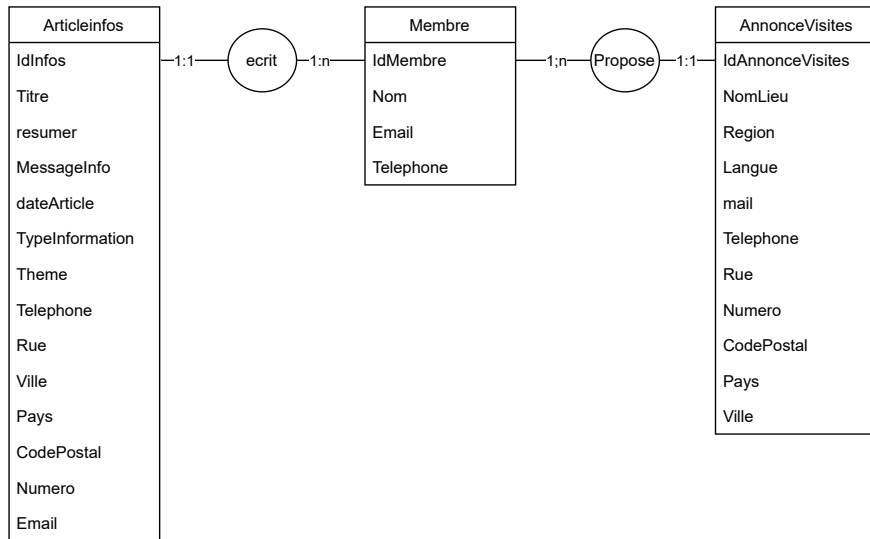 Articleinfos
IdInfos
Titre
resumer
MessageInfo
dateArticle
TypeInformation
Theme
Telephone
Rue
Ville
Pays
CodePostal
Numero
Email
1:1
ecrit
1:n
Membre
IdMembre
Nom
Email
Telephone
1;n
Propose
1:1
AnnonceVisites
IdAnnonceVisites
NomLieu
Region
Langue
mail
Telephone
Rue
Numero
CodePostal
Pays
Ville